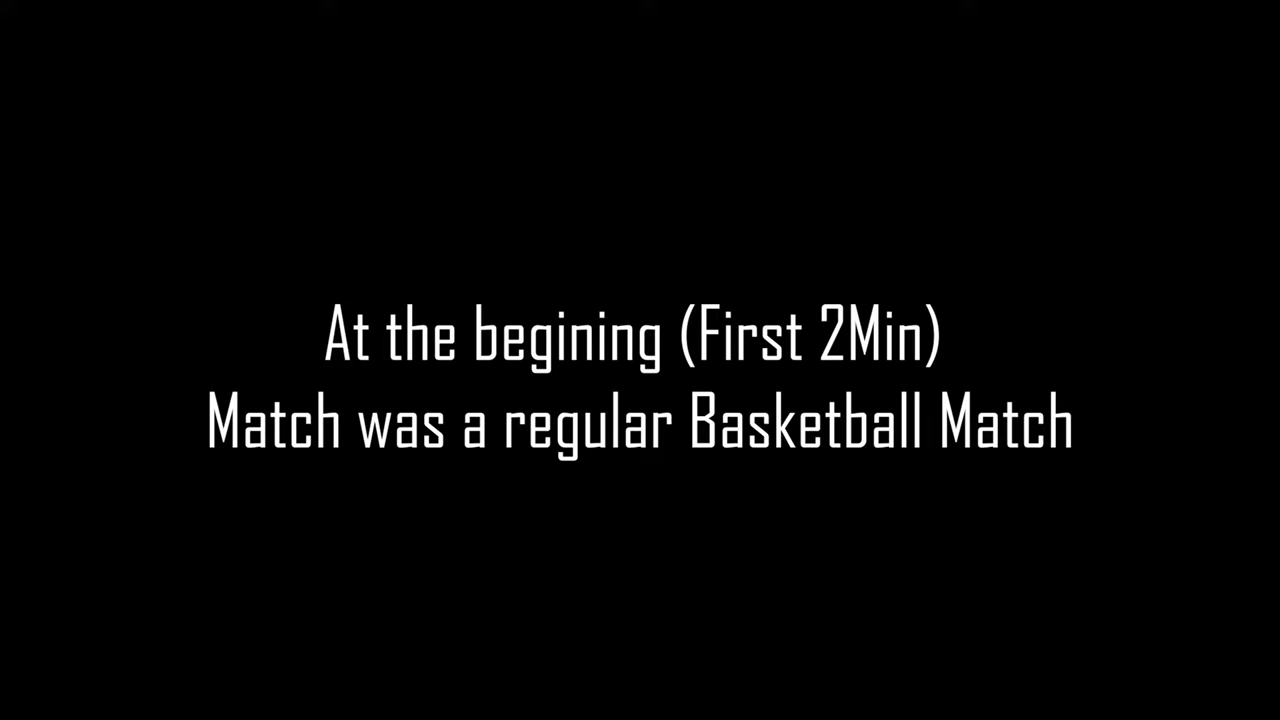 At the begining (First 2Min)
Match was a regular Basketball Match